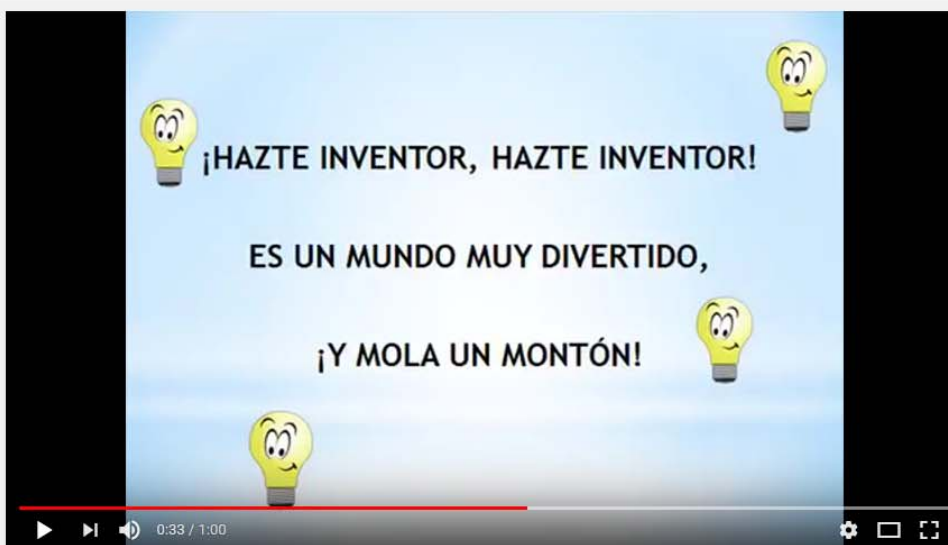 ¡HAZTE INVENTOR, HAZTE INVENTOR!
ES UN MUNDO MUY DIVERTIDO,
¡Y MOLA UN MONTÓN!
0:33 / 1:00